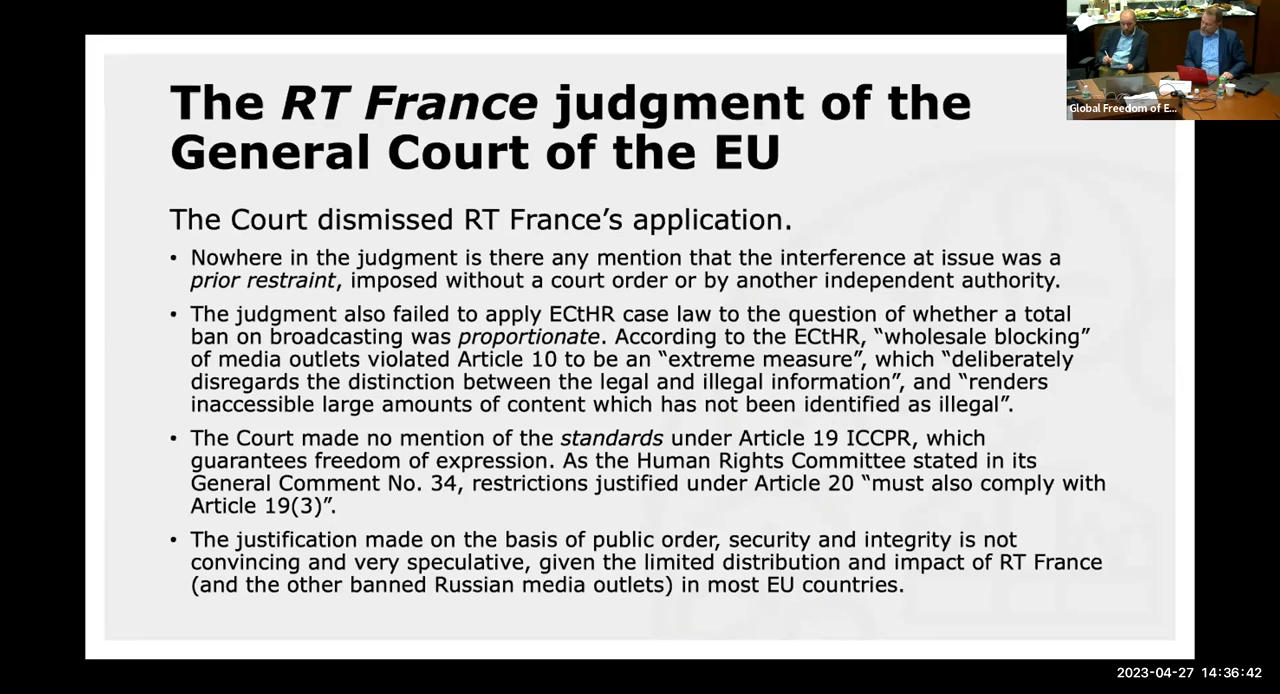 Global Freedom of E...
The RT France judgment of the
General Court of the EU
The Court dismissed RT France’s application.
• Nowhere in the judgment is there any mention that the interference at issue was a
prior restraint, imposed without a court order or by another independent authority.
• The judgment also failed to apply ECtHR case law to the question of whether a total
ban on broadcasting was proportionate. According to the ECtHR, “wholesale blocking”
of media outlets violated Article 10 to be an “extreme measure”, which “deliberately
disregards the distinction between the legal and illegal information”, and “renders
inaccessible large amounts of content which has not been identified as illegal”.
• The Court made no mention of the standards under Article 19 ICCPR, which
guarantees freedom of expression. As the Human Rights Committee stated in its
General Comment No. 34, restrictions justified under Article 20 “must also comply with
Article 19(3)”.
• The justification made on the basis of public order, security and integrity is not
convincing and very speculative, given the limited distribution and impact of RT France
(and the other banned Russian media outlets) in most EU countries.
2023-04-27 14:36:42